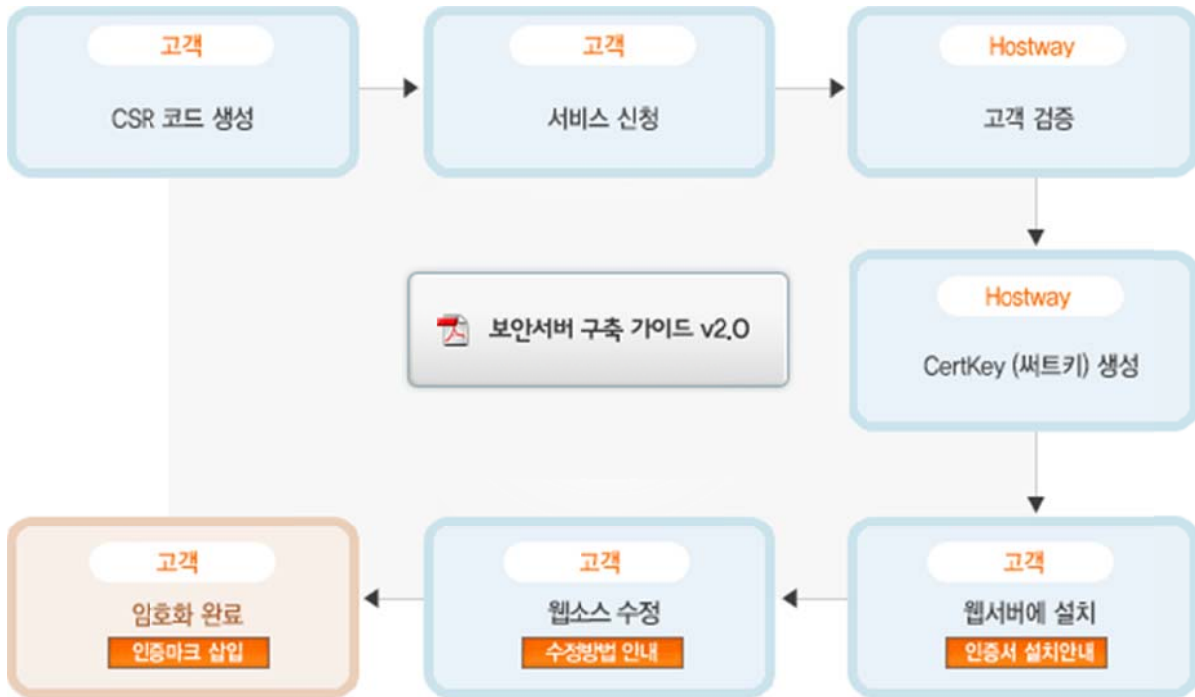 고객
CSR 코드 생성
고객
서비스 신청
Hostway
고객 검증
Hostway
CertKey (써트키) 생성
보안서버 구축 가이드 v2.0
고객
웹서버에 설치
인증서 설치안내
고객
웹소스 수정
수정방법 안내
고객
암호화 완료
인증마크 삽입